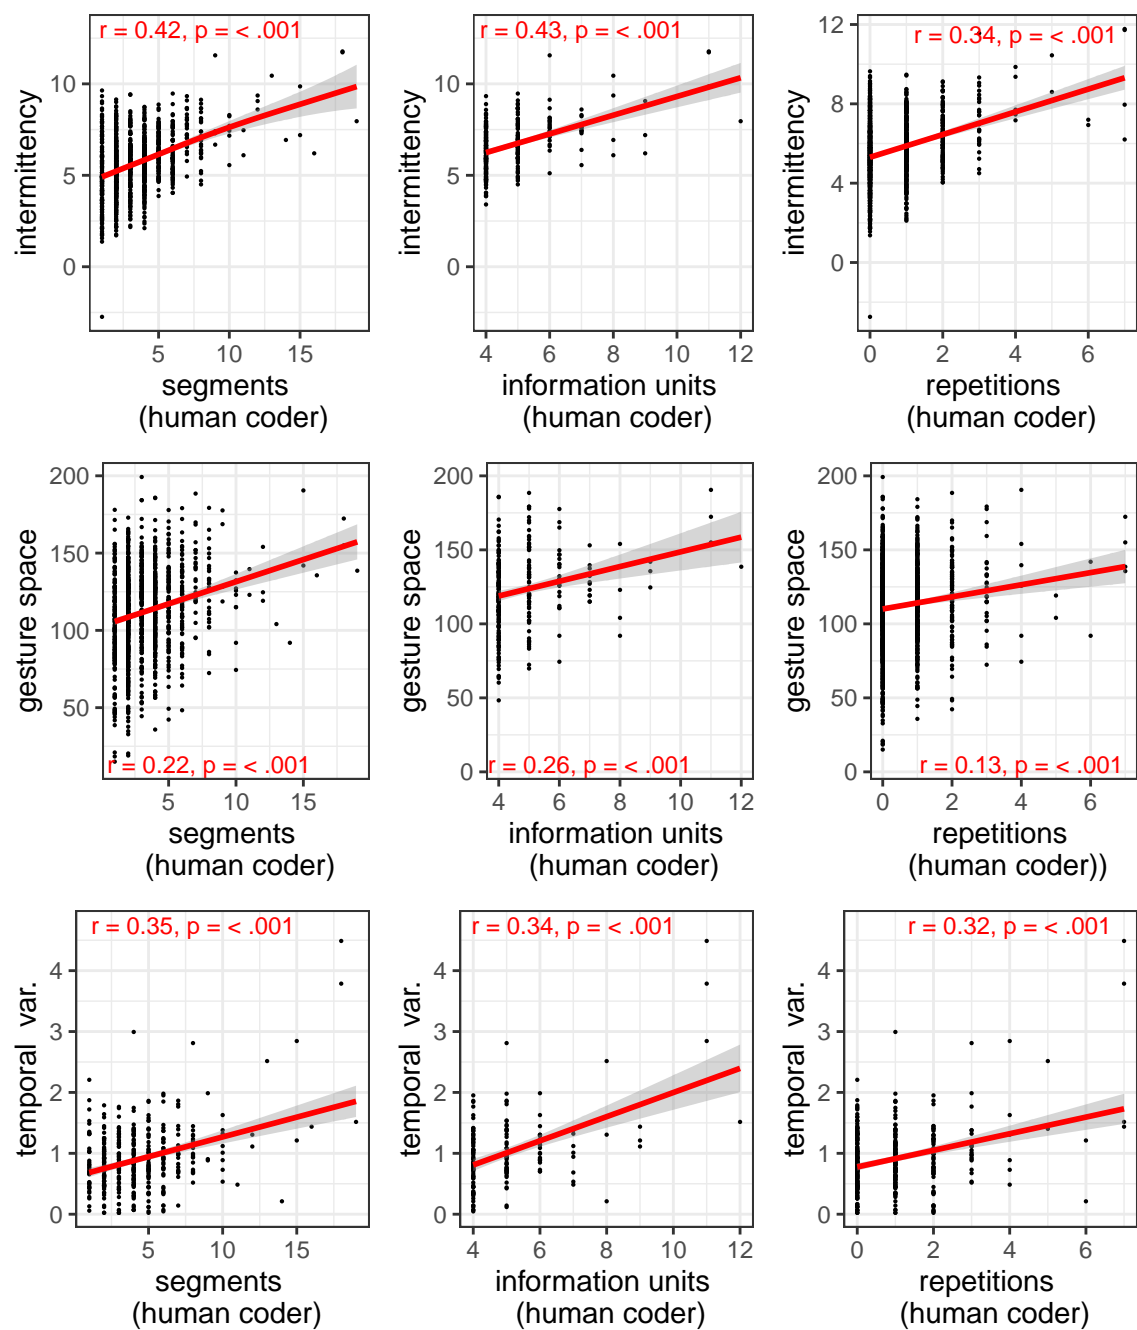 r = 0.42, p = < .001
intermittency
10
5
0
5 10 15
segments
(human coder)
r = 0.43, p = < .001
intermittency
10
5
0
4 6 8 10 12
information units
(human coder)
r = 0.34, p = < .001
intermittency
12
8
4
0
0 2 4 6
repetitions
(human coder)
gesture space
200
150
100
50
r = 0.22, p = < .001
5 10 15
segments
(human coder)
gesture space
200
150
100
50
0
r = 0.26, p = < .001
4 6 8 10 12
information units
(human coder)
gesture space
200
150
100
50
0
r = 0.13, p = < .001
0 2 4 6
repetitions
(human coder))
r = 0.35, p = < .001
temporal var.
4
3
2
1
0
5 10 15
segments
(human coder)
r = 0.34, p = < .001
temporal var.
4
3
2
1
0
4 6 8 10 12
information units
(human coder)
r = 0.32, p = < .001
temporal var.
4
3
2
1
0
0 2 4 6
repetitions
(human coder)